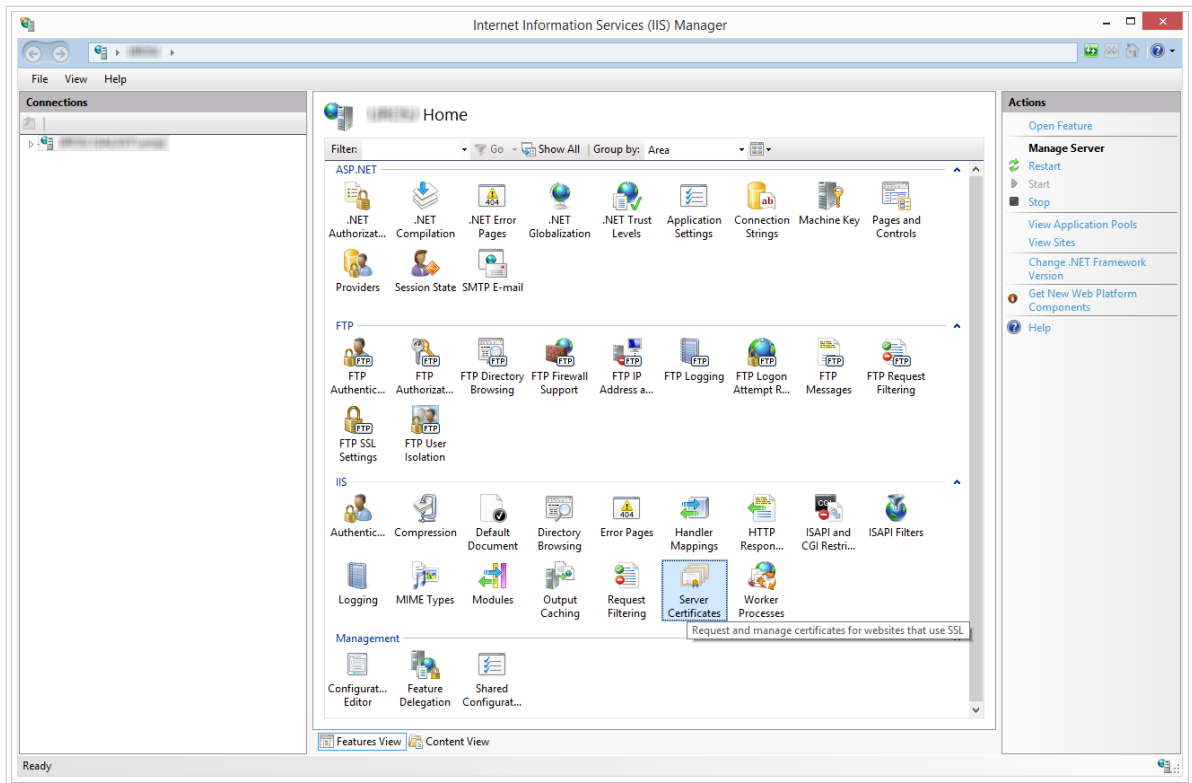 Internet Information Services (IIS) Manager
File View Help
Connections
Home
Filter: Go Show All Group by: Area
ASP.NET
.NET Authorizat...
.NET Compilation
.NET Error Pages
.NET Globalization
.NET Trust Levels
Application Settings
Connection Strings
Machine Key
Pages and Controls
Providers
Session State
SMTP E-mail
FTP
FTP Authentic...
FTP Authorizat...
FTP Directory Browsing
FTP Firewall Support
FTP IP Address a...
FTP Logging
FTP Logon Attempt R...
FTP Messages
FTP Request Filtering
FTP SSL Settings
FTP User Isolation
IIS
Authentic...
Compression
Default Document
Directory Browsing
Error Pages
Handler Mappings
HTTP Respon...
ISAPI and CGI Restri...
ISAPI Filters
Logging
MIME Types
Modules
Output Caching
Request Filtering
Server Certificates
Worker Processes
Request and manage certificates for websites that use SSL
Management
Configurat... Editor
Feature Delegation
Shared Configurat...
Features View Content View
Actions
Open Feature
Manage Server
Restart
Start
Stop
View Application Pools
View Sites
Change .NET Framework
Version
Get New Web Platform
Components
Help
Ready